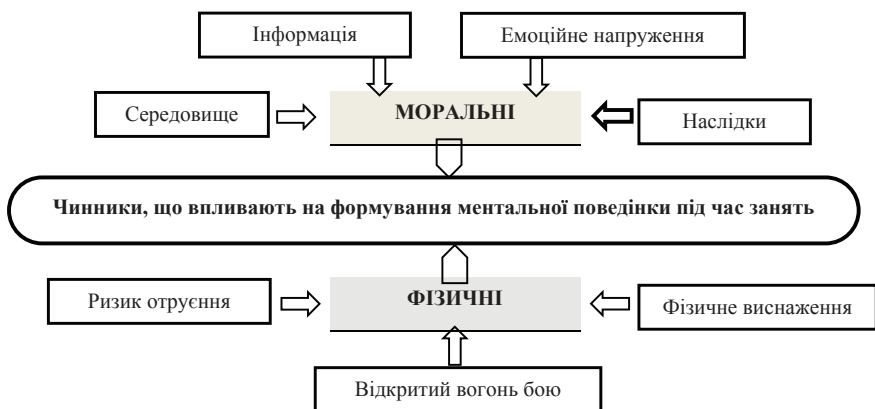 Інформація
Емоційне напруження
Середовище
МОРАЛЬНІ
Наслідки
Чинники, що впливають на формування ментальної поведінки під час занять
Ризик отруєння
ФІЗИЧНІ
Фізичне виснаження
Відкритий вогонь бою